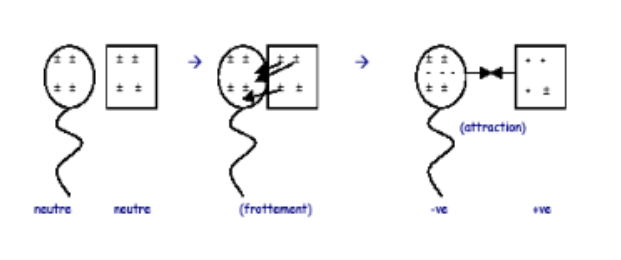 ± ± ± ± → ± ± ± ± → ± ± + +
- - -
± ± ± ± ± ± ± ± ± ± + ±
(attraction)
neutre neutre (frottement) -ve +ve